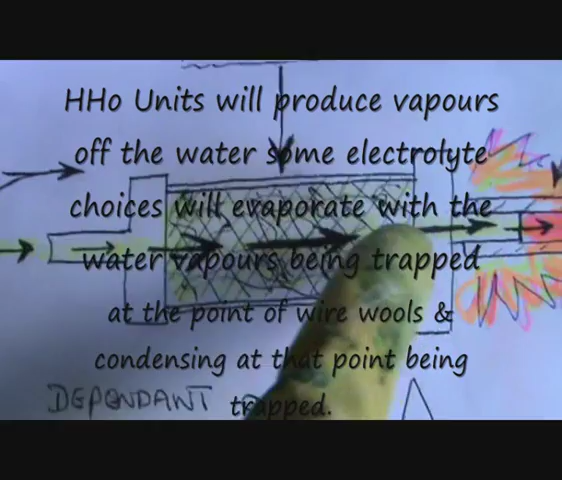 HHo Units will produce vapours
off the water some electrolyte
choices will evaporate with the
water vapours being trapped
at the point of wire wools &
condensing at that point being
trapped.
DEPENDANT